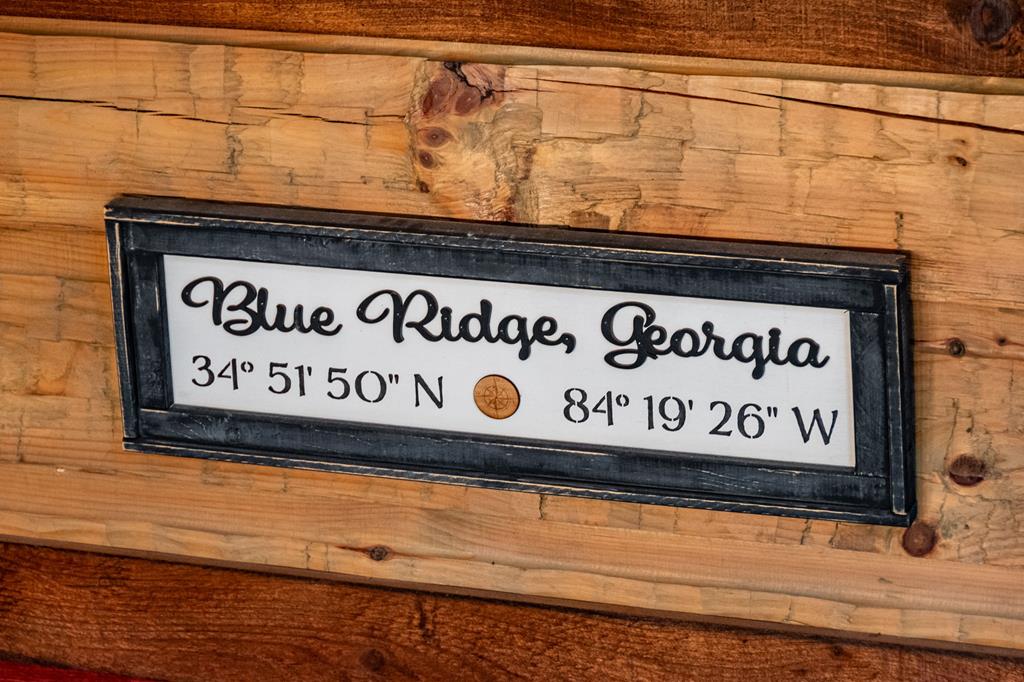 Blue Ridge, Georgia
34° 51' 50" N 84° 19' 26" W